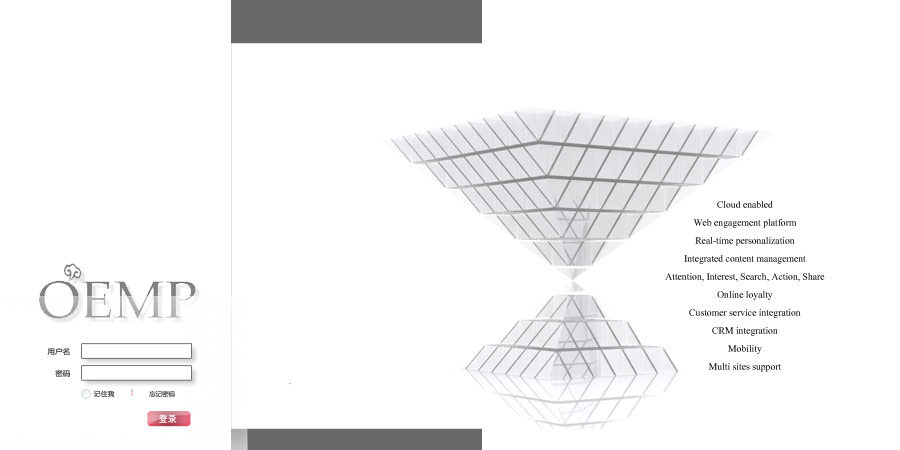 OEMP
用户名
密码
记住我
忘记密码
登录
Cloud enabled
Web engagement platform
Real-time personalization
Integrated content management
Attention, Interest, Search, Action, Share
Online loyalty
Customer service integration
CRM integration
Mobility
Multi sites support